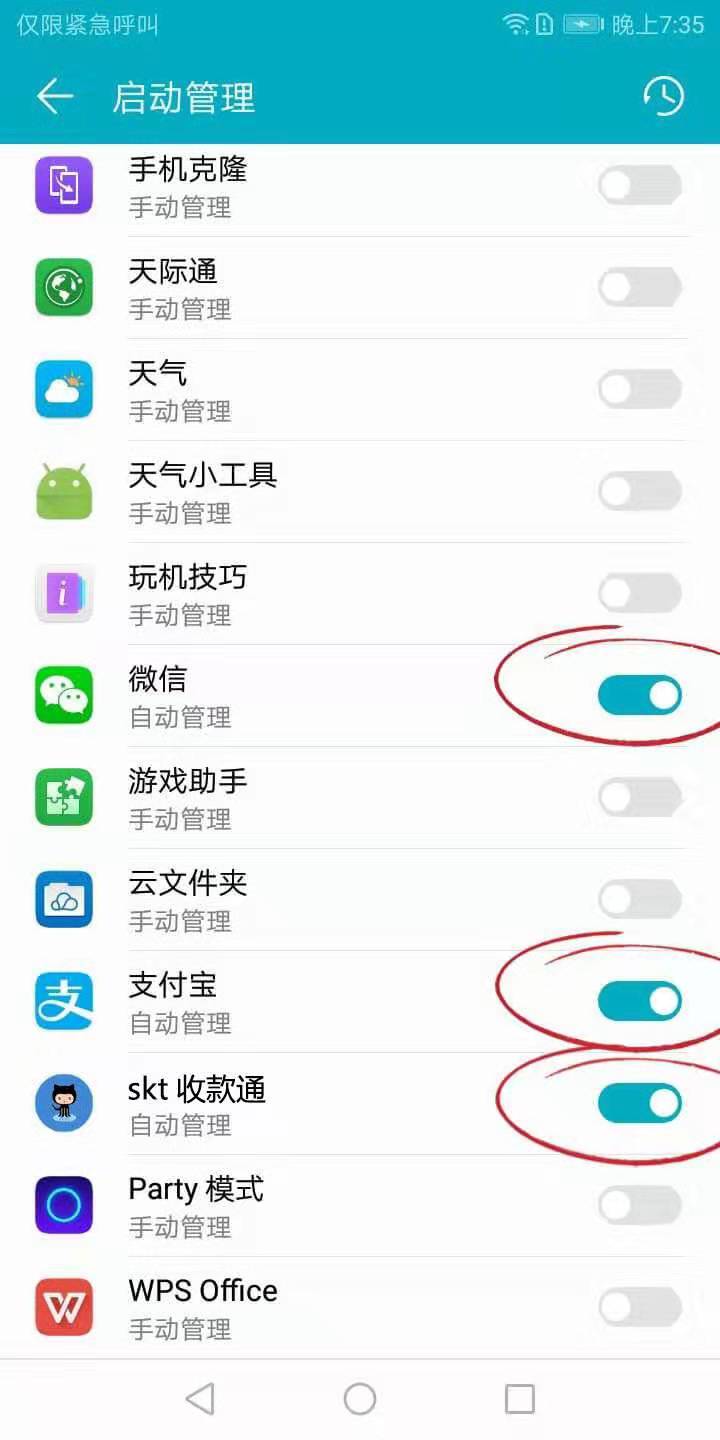 仅限紧急呼叫
晚上7:35
启动管理
手机克隆
手动管理
天际通
手动管理
天气
手动管理
天气小工具
手动管理
i
玩机技巧
手动管理
微信
自动管理
游戏助手
手动管理
云文件夹
手动管理
支
支付宝
自动管理
skt 收款通
自动管理
Party 模式
手动管理
W
WPS Office
手动管理